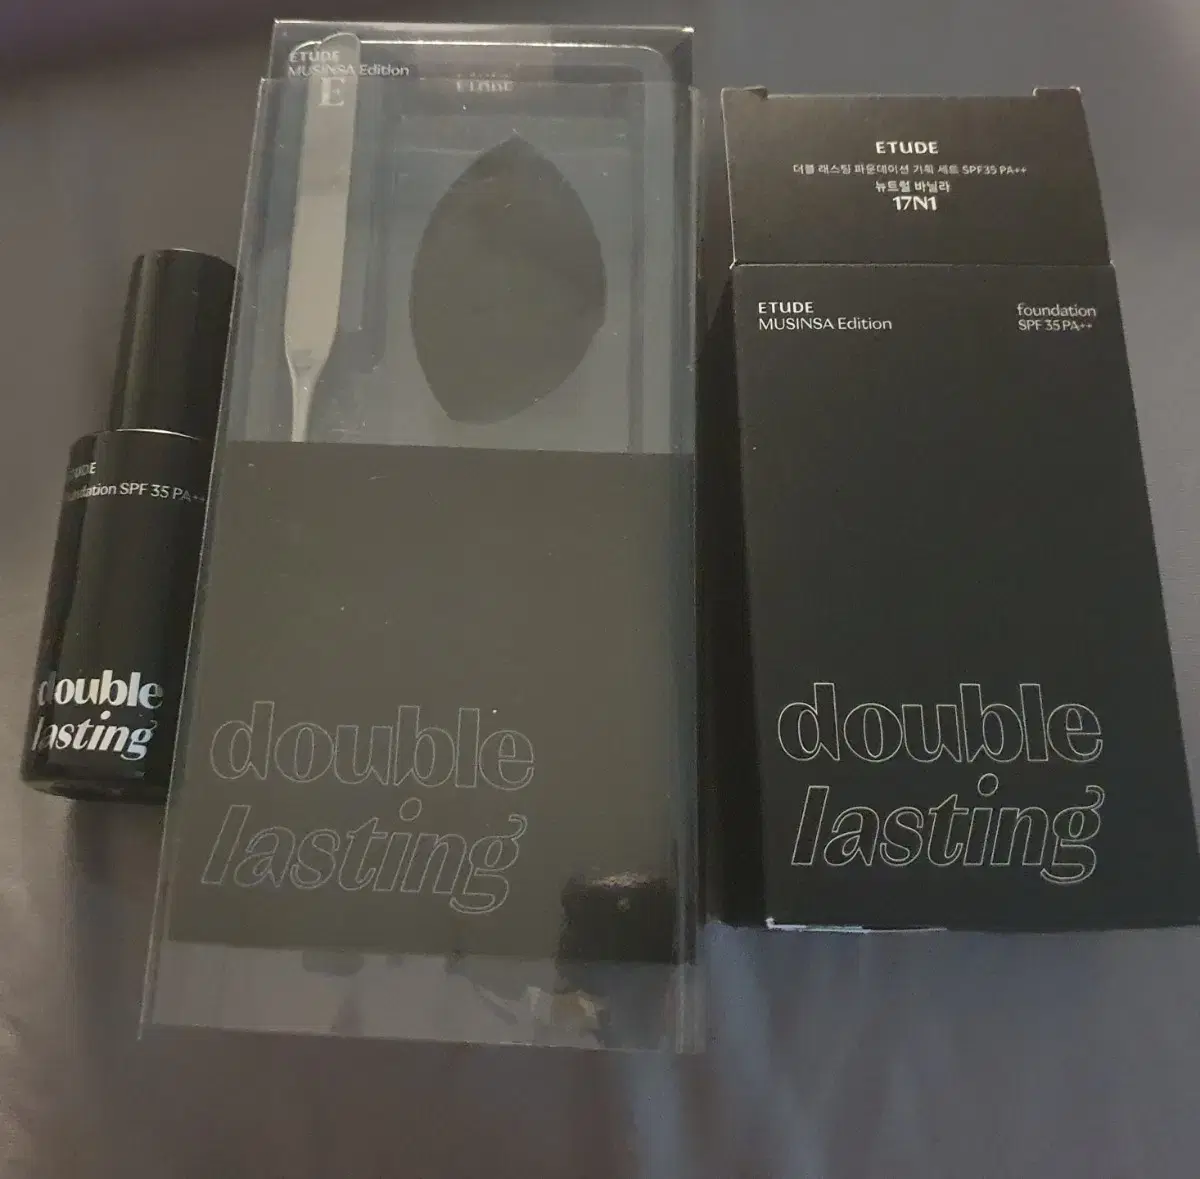 ETUDE
foundation SPF 35 PA++
double
lasting
ETUDE
MUSINSA Edition
E
ETUDE
double
lasting
ETUDE
더블 래스팅 파운데이션 기획 세트 SPF35 PA++
뉴트럴 바닐라
17N1
ETUDE
MUSINSA Edition
foundation
SPF 35 PA++
double
lasting